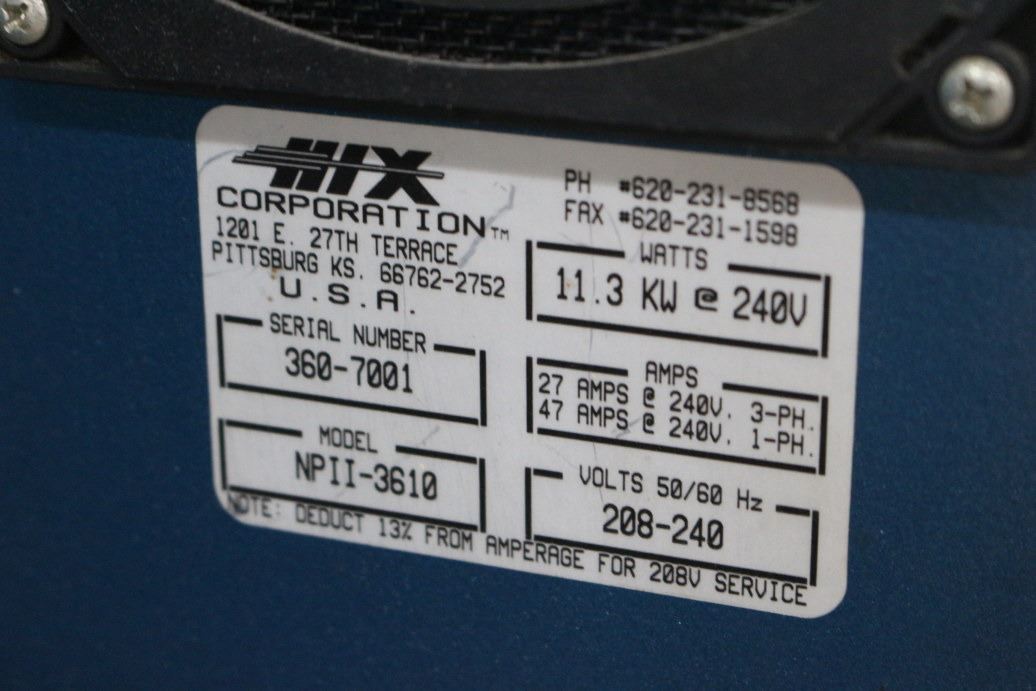 HIX
CORPORATION™
1201 E. 27TH TERRACE
PITTSBURG KS. 66762-2752
U.S.A.
SERIAL NUMBER
360-7001
MODEL
NPII-3610
PH #620-231-8568
FAX #620-231-1598
WATTS
11.3 KW @ 240V
AMPS
27 AMPS @ 240V. 3-PH.
47 AMPS @ 240V. 1-PH.
VOLTS 50/60 Hz
208-240
NOTE: DEDUCT 13% FROM AMPERAGE FOR 208V SERVICE